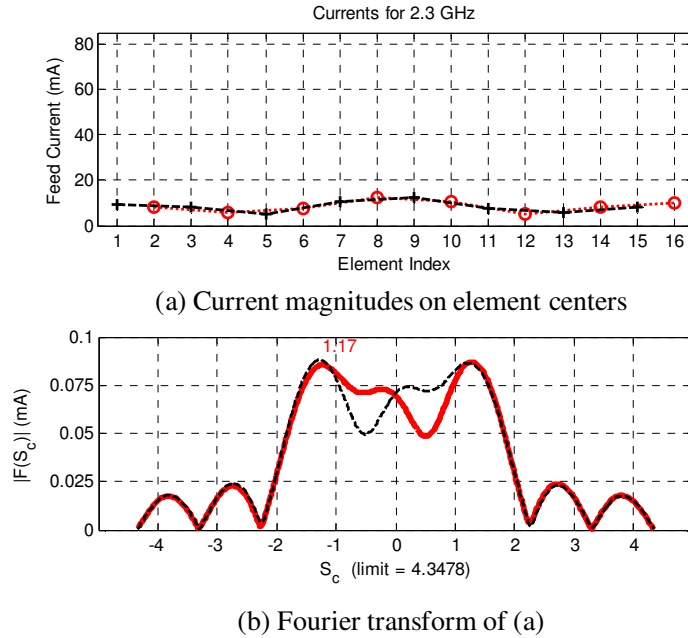 Currents for 2.3 GHz
80
60
40
20
0
Feed Current (mA)
1 2 3 4 5 6 7 8 9 10 11 12 13 14 15 16
Element Index
(a) Current magnitudes on element centers
1.17
0.1
0.075
0.05
0.025
0
|F(S_c)| (mA)
-4 -3 -2 -1 0 1 2 3 4
S_c (limit = 4.3478)
(b) Fourier transform of (a)